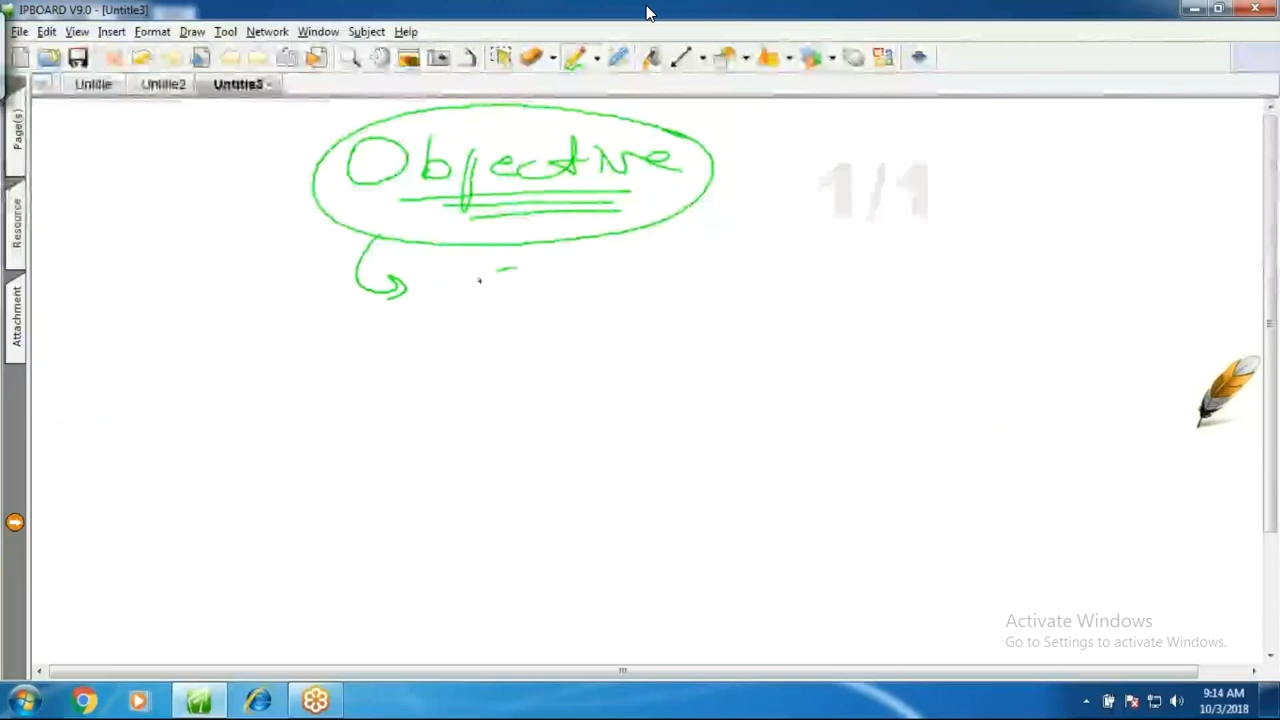 IPBOARD V9.0 - [Untitle3]
File Edit View Insert Format Draw Tool Network Window Subject Help
Untitle Untitle2 Untitle3
Page(s)
Resource
Attachment
Objective
1/1
Activate Windows
Go to Settings to activate Windows.
9:14 AM
10/3/2018